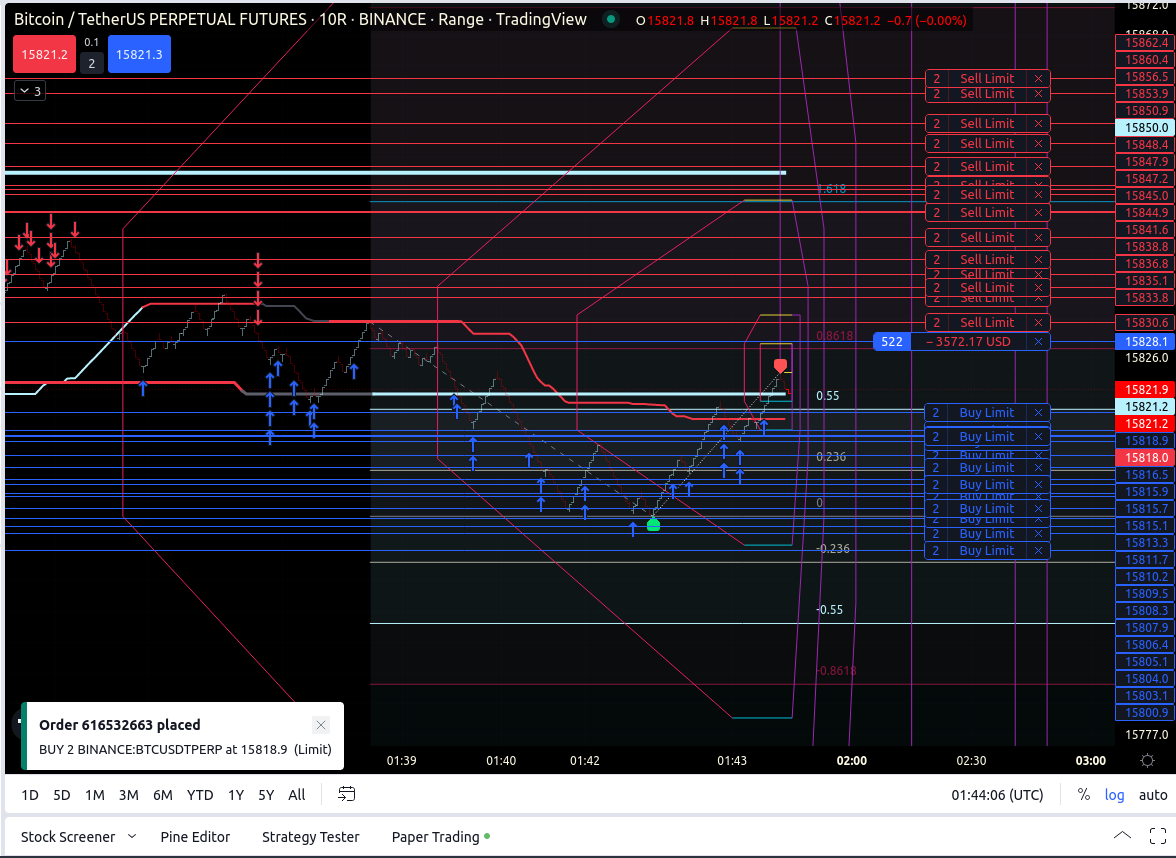 Bitcoin / TetherUS PERPETUAL FUTURES · 10R · BINANCE · Range · TradingView
O15821.8 H15821.8 L15821.2 C15821.2 −0.7 (−0.00%)
15821.2
0.1
2
15821.3
3
2 Sell Limit
2 Sell Limit
2 Sell Limit
2 Sell Limit
2 Sell Limit
2 Sell Limit
2 Sell Limit
2 Sell Limit
2 Sell Limit
2 Sell Limit
2 Sell Limit
2 Sell Limit
2 Sell Limit
2 Sell Limit
522 −3572.17 USD
2 Buy Limit
2 Buy Limit
2 Buy Limit
2 Buy Limit
2 Buy Limit
2 Buy Limit
2 Buy Limit
2 Buy Limit
2 Buy Limit
2 Buy Limit
1.618
0.8618
0.55
0.236
0
-0.236
-0.55
-0.8618
15872.0
15868.0
15862.4
15860.4
15856.5
15853.9
15850.9
15850.0
15848.4
15847.9
15847.2
15845.0
15844.9
15841.6
15838.8
15836.8
15835.1
15833.8
15830.6
15828.1
15826.0
15821.9
15821.2
15821.2
15818.9
15818.0
15816.5
15815.9
15815.7
15815.1
15813.3
15811.7
15810.2
15809.5
15808.3
15807.9
15806.4
15805.1
15804.0
15803.1
15800.9
15777.0
Order 616532663 placed
BUY 2 BINANCE:BTCUSDTPERP at 15818.9 (Limit)
01:39 01:40 01:42 01:43 02:00 02:30 03:00
1D 5D 1M 3M 6M YTD 1Y 5Y All 01:44:06 (UTC) % log auto
Stock Screener Pine Editor Strategy Tester Paper Trading